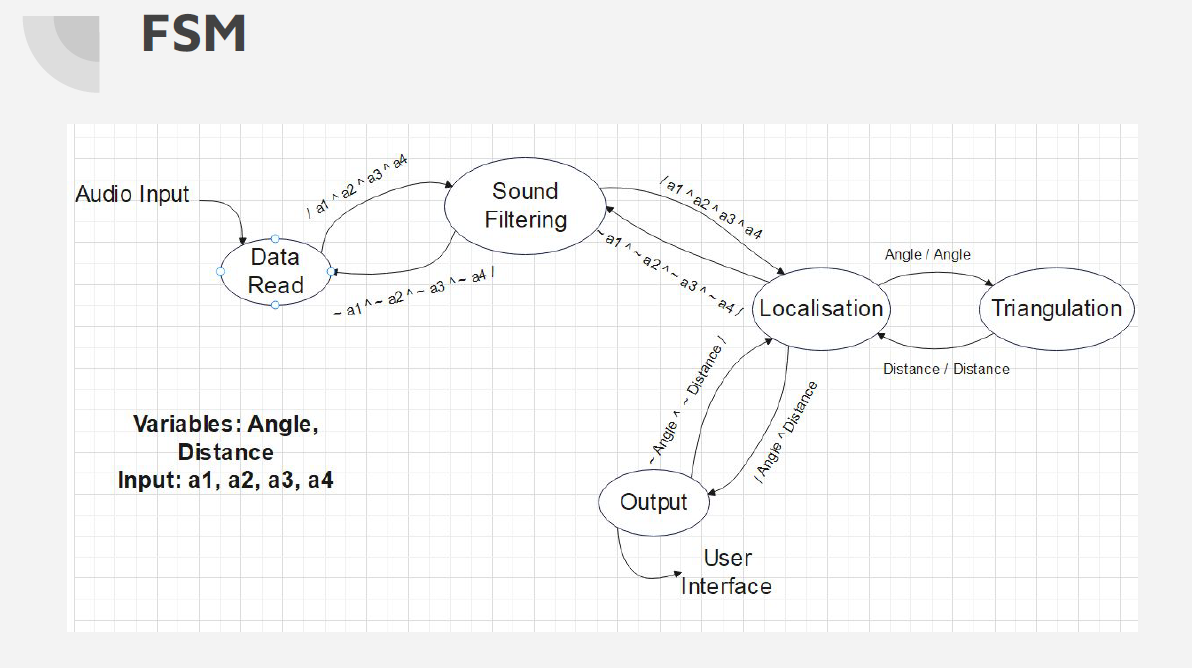 FSM
Audio Input
/ a1 ^ a2 ^ a3 ^ a4
Sound
Filtering
/ a1 ^ a2 ^ a3 ^ a4
Data
Read
~ a1 ^ ~ a2 ^ ~ a3 ^ ~ a4 /
~ a1 ^ ~ a2 ^ ~ a3 ^ ~ a4 /
Angle / Angle
Localisation
Triangulation
Distance / Distance
~ Angle ^ ~ Distance /
/ Angle ^ Distance
Variables: Angle,
Distance
Input: a1, a2, a3, a4
Output
User
Interface